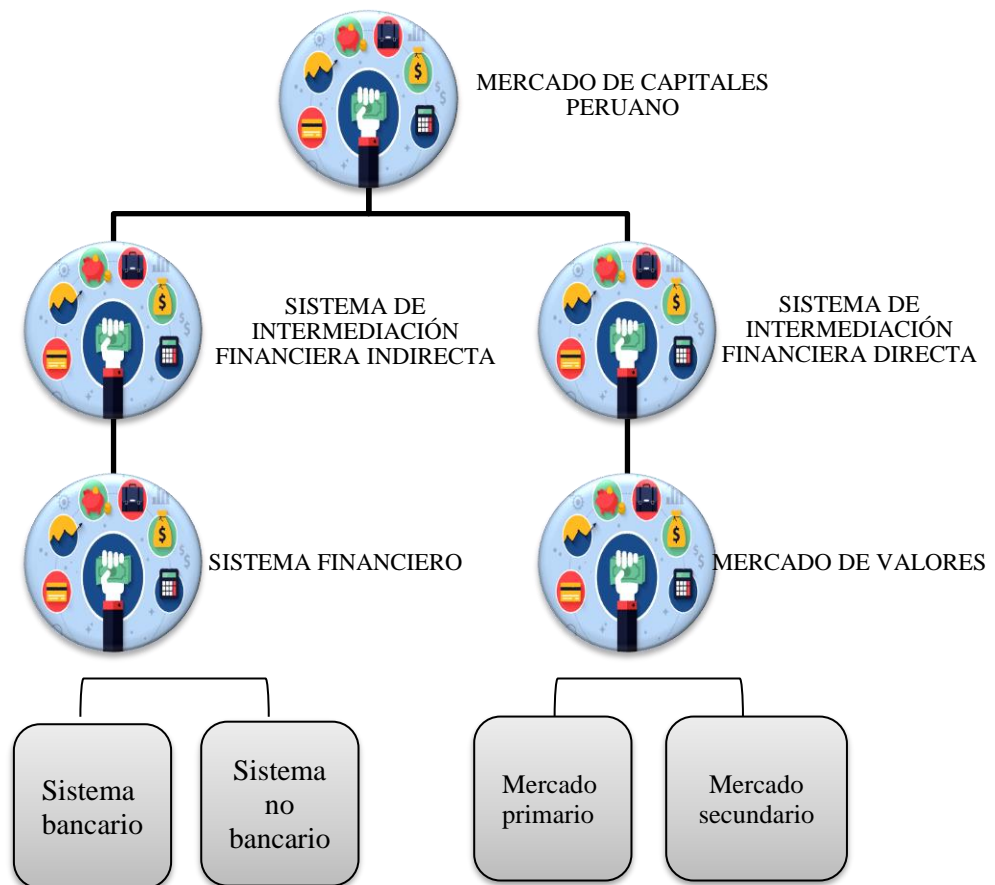 MERCADO DE CAPITALES
PERUANO
SISTEMA DE
INTERMEDIACIÓN
FINANCIERA INDIRECTA
SISTEMA DE
INTERMEDIACIÓN
FINANCIERA DIRECTA
SISTEMA FINANCIERO
MERCADO DE VALORES
Sistema
bancario
Sistema
no
bancario
Mercado
primario
Mercado
secundario